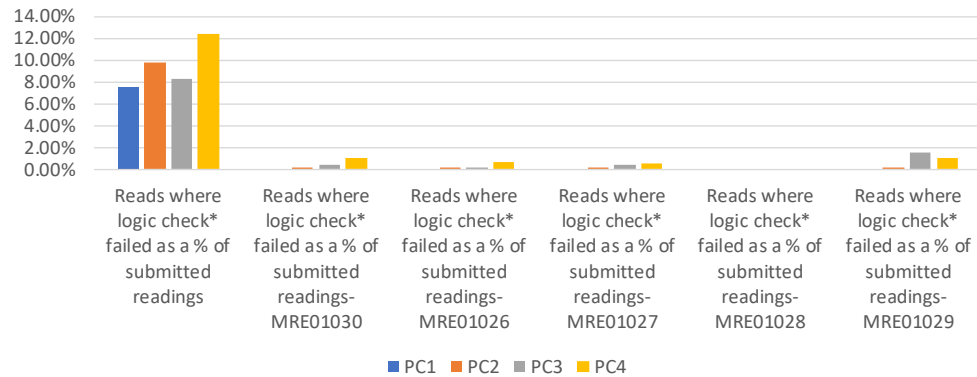 14.00%
12.00%
10.00%
8.00%
6.00%
4.00%
2.00%
0.00%
Reads where
logic check*
failed as a % of
submitted
readings
Reads where
logic check*
failed as a % of
submitted
readings-
MRE01030
Reads where
logic check*
failed as a % of
submitted
readings-
MRE01026
Reads where
logic check*
failed as a % of
submitted
readings-
MRE01027
Reads where
logic check*
failed as a % of
submitted
readings-
MRE01028
Reads where
logic check*
failed as a % of
submitted
readings-
MRE01029
PC1 PC2 PC3 PC4